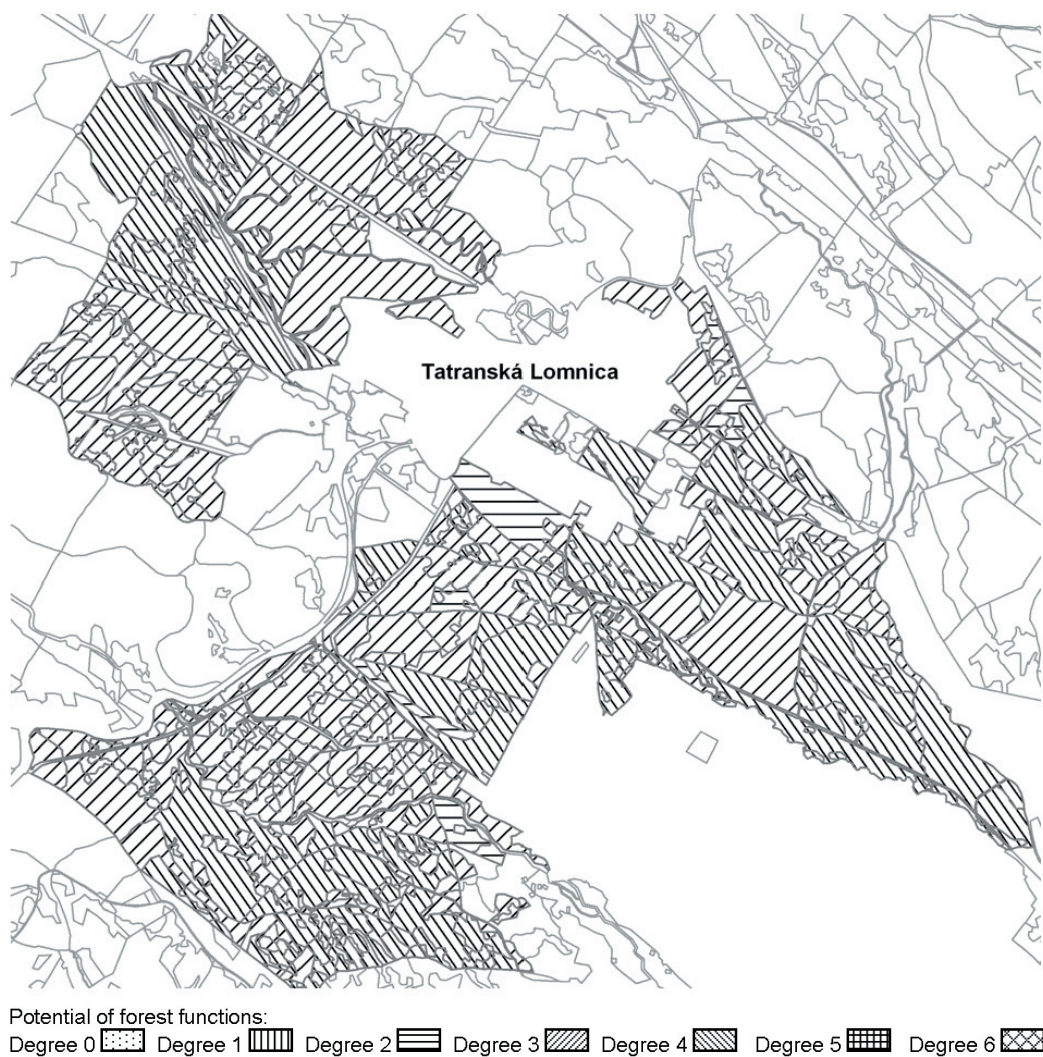 Tatranská Lomnica
Potential of forest functions:
Degree 0 Degree 1 Degree 2 Degree 3 Degree 4 Degree 5 Degree 6